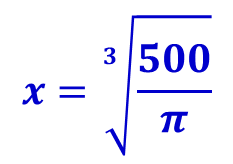 x = ∛(500/π)